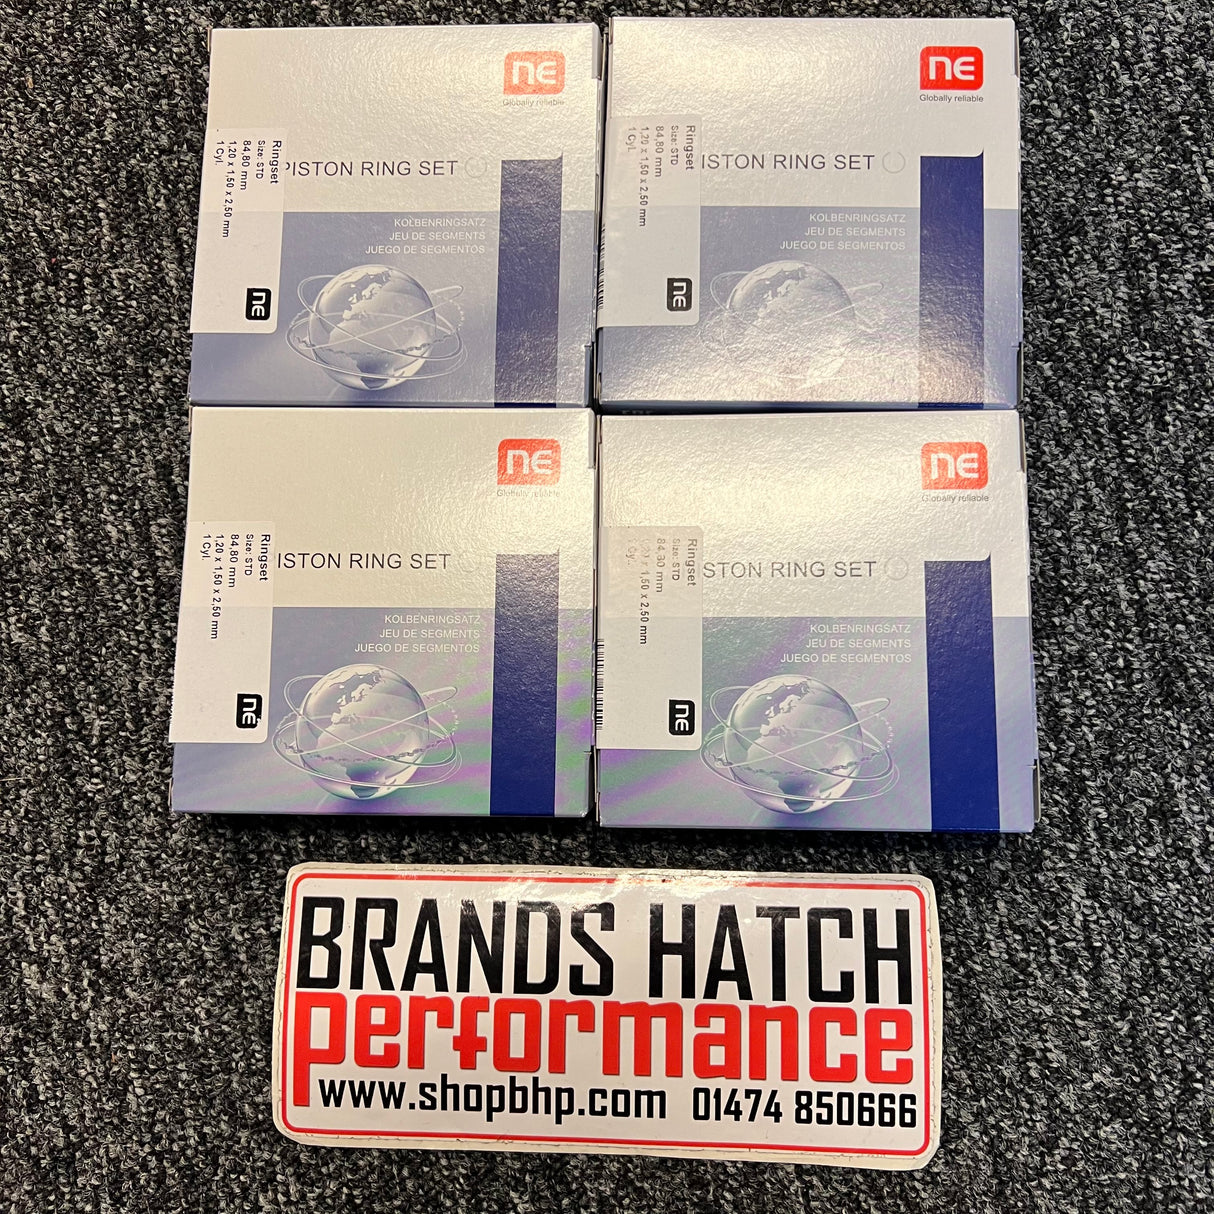 NE
Globally reliable
PISTON RING SET
KOLBENRINGSATZ
JEU DE SEGMENTS
JUEGO DE SEGMENTOS
Ringset
Size: STD
84,80 mm
1,20 x 1,50 x 2,50 mm
1 Cyl.
NE
NE
Globally reliable
ISTON RING SET
KOLBENRINGSATZ
JEU DE SEGMENTS
JUEGO DE SEGMENTOS
Ringset
Size: STD
84,80 mm
1,20 x 1,50 x 2,50 mm
1 Cyl.
NE
NE
Globally reliable
ISTON RING SET
KOLBENRINGSATZ
JEU DE SEGMENTS
JUEGO DE SEGMENTOS
Ringset
Size: STD
84,80 mm
1,20 x 1,50 x 2,50 mm
1 Cyl.
NE
NE
Globally reliable
STON RING SET
KOLBENRINGSATZ
JEU DE SEGMENTS
JUEGO DE SEGMENTOS
Ringset
Size: STD
84,80 mm
1,20 x 1,50 x 2,50 mm
1 Cyl.
NE
BRANDS HATCH
performance
www.shopbhp.com 01474 850666